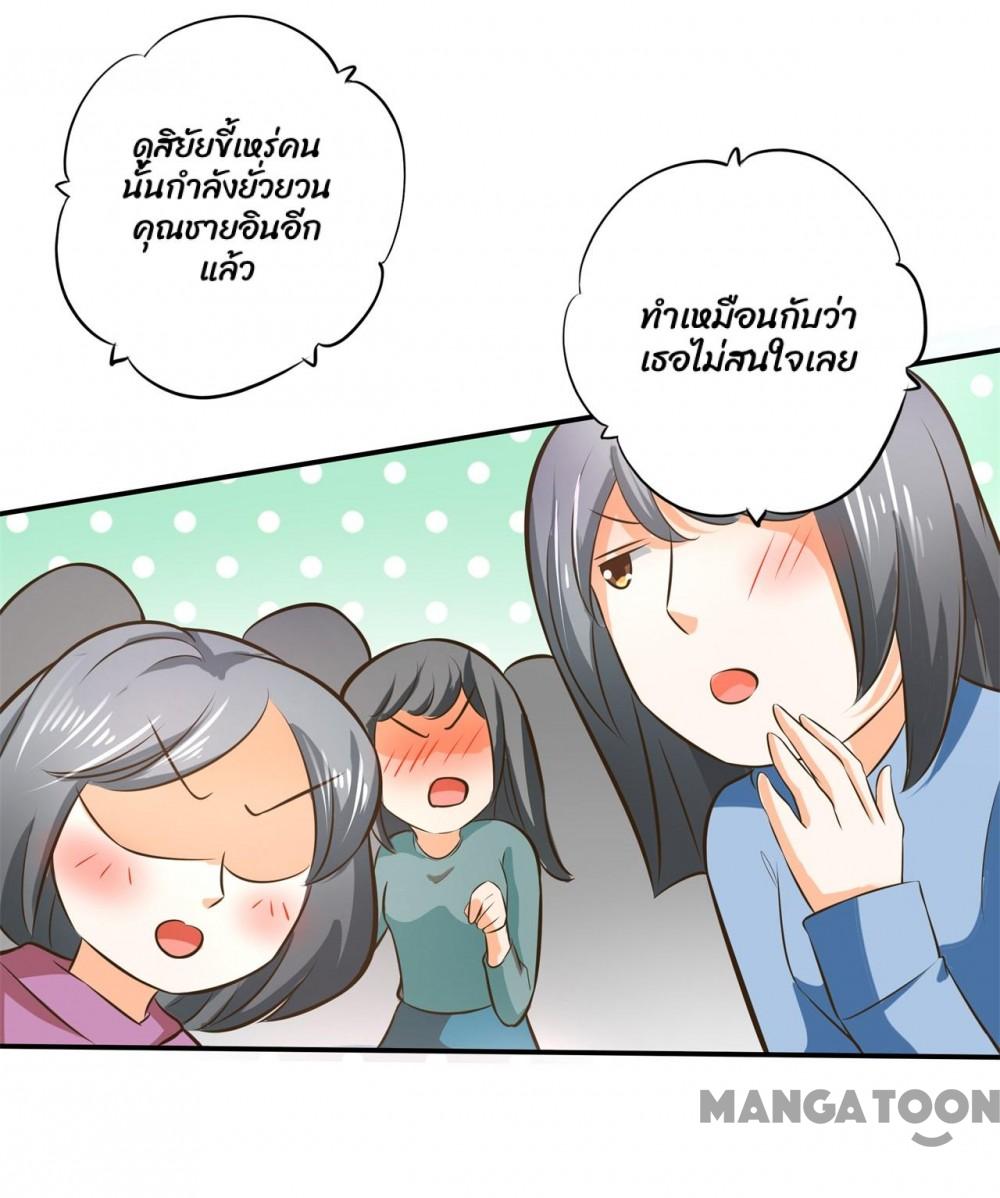 ดูสิยัยขี้เหร่คน
นั้นกำลังยั่วยวน
คุณชายอินอีก
แล้ว
ทำเหมือนกับว่า
เธอไม่สนใจเลย
MANGATOON